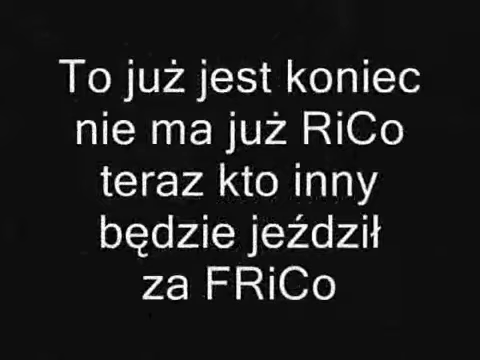 To już jest koniec
nie ma już RiCo
teraz kto inny
będzie jeździł
za FRiCo